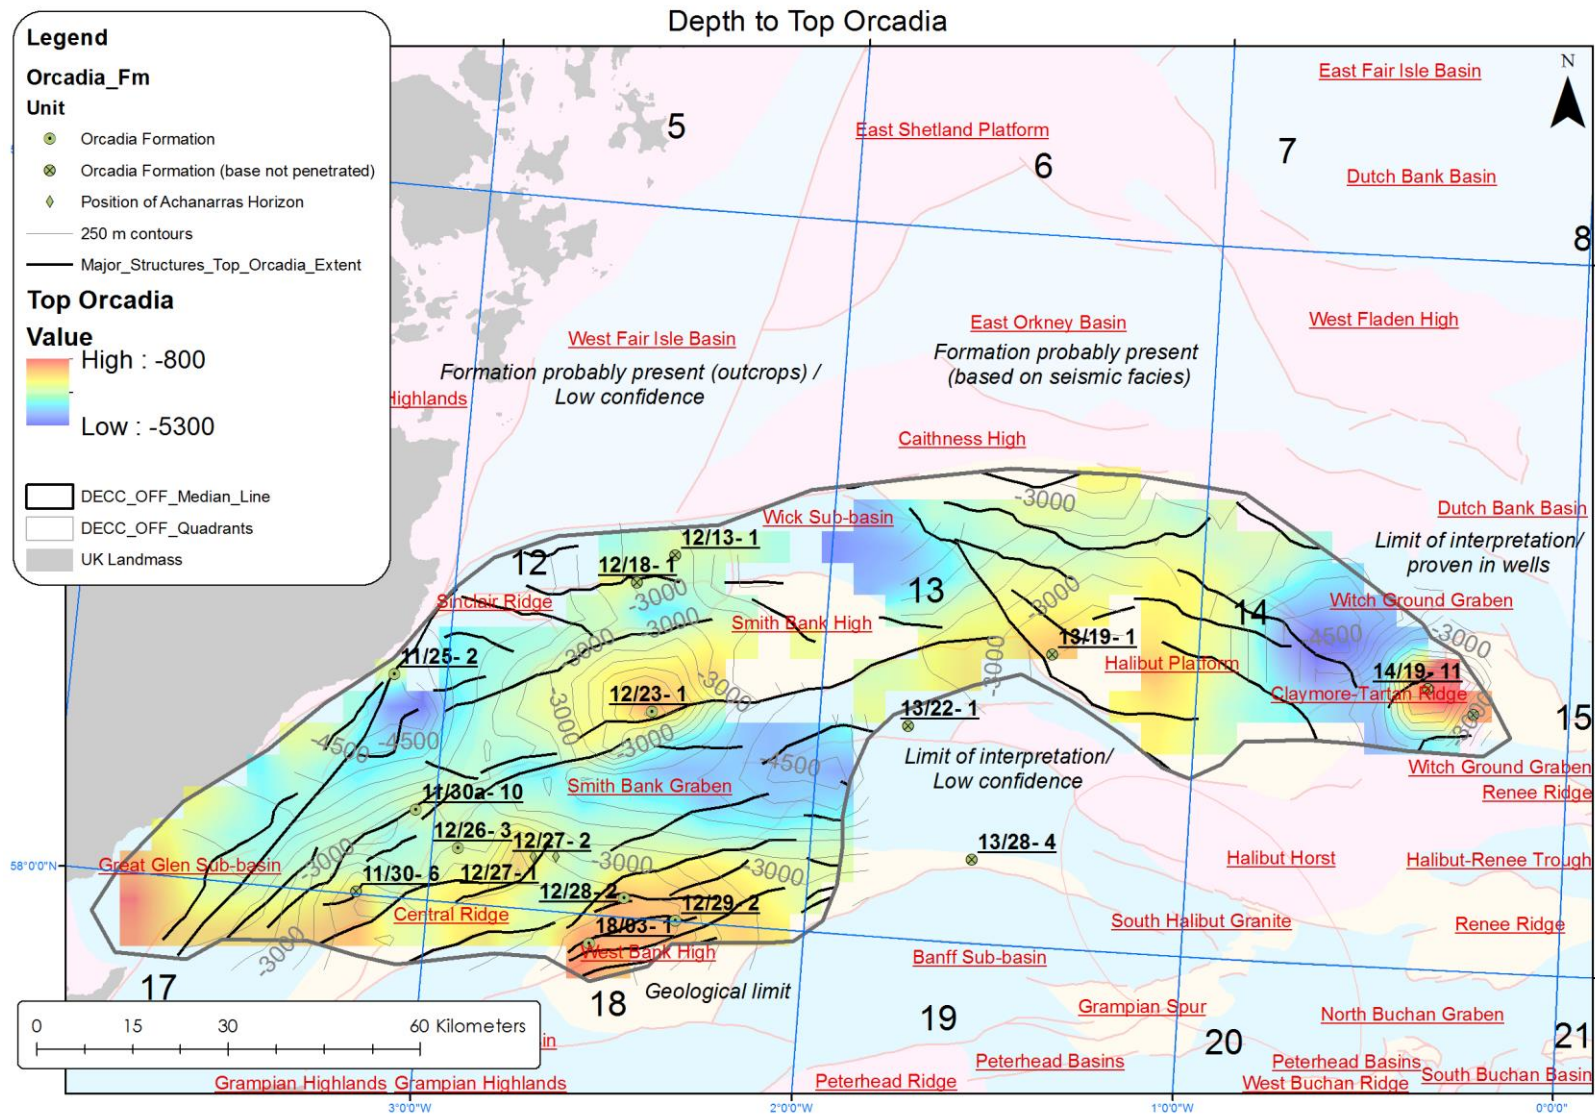 Depth to Top Orcadia
Legend
Orcadia_Fm
Unit
Orcadia Formation
Orcadia Formation (base not penetrated)
Position of Achanarras Horizon
250 m contours
Major_Structures_Top_Orcadia_Extent
Top Orcadia
Value
High : -800
Low : -5300
DECC_OFF_Median_Line
DECC_OFF_Quadrants
UK Landmass
N
5
6
7
8
East Fair Isle Basin
East Shetland Platform
Dutch Bank Basin
West Fair Isle Basin
East Orkney Basin
West Fladen High
Formation probably present (outcrops) /
Low confidence
Formation probably present
(based on seismic facies)
Highlands
Caithness High
Dutch Bank Basin
Limit of interpretation/
proven in wells
-3000
Wick Sub-basin
12/13- 1
12
12/18- 1
-3000
Sinclair Ridge
3000
3000
Smith Bank High
13
-3000
14
Witch Ground Graben
-4500
-3000
13/19- 1
Halibut Platform
-3000
11/25- 2
14/19- 11
Claymore-Tartan Ridge
-3000
12/23- 1
-3000
-3000
-3000
13/22- 1
15
-4500
-4500
Limit of interpretation/
Low confidence
-4500
Witch Ground Graben
Renee Ridge
Smith Bank Graben
11/30a- 10
12/26- 3
12/27- 2
13/28- 4
58°0'0"N
Great Glen Sub-basin
-3000
-3000
-3000
Halibut Horst
Halibut-Renee Trough
11/30- 6
12/27- 1
12/28- 2
12/29- 2
Central Ridge
18/03- 1
South Halibut Granite
Renee Ridge
-3000
West Bank High
Banff Sub-basin
17
18
Geological limit
19
Grampian Spur
North Buchan Graben
20
21
0 15 30 60 Kilometers
in
Peterhead Basins
Peterhead Basins
South Buchan Basin
Grampian Highlands
Grampian Highlands
Peterhead Ridge
West Buchan Ridge
3°0'0"W
2°0'0"W
1°0'0"W
0°0'0"